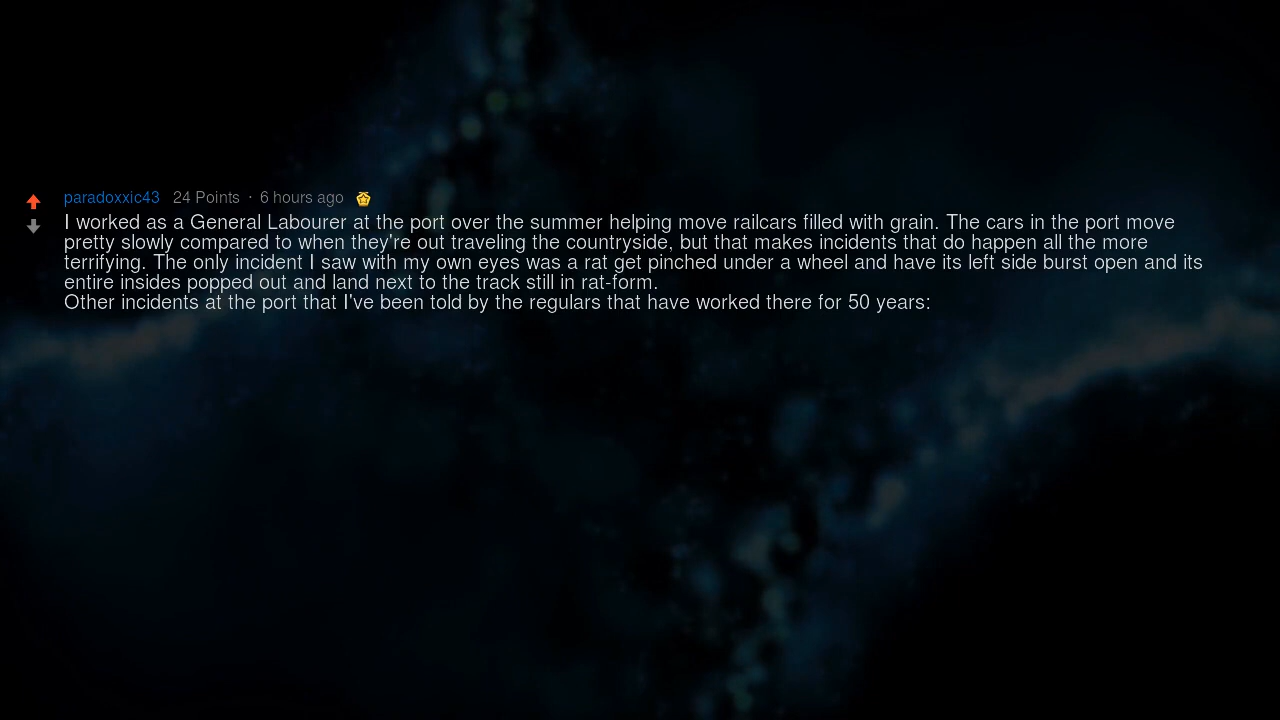 paradoxxic43 24 Points · 6 hours ago
I worked as a General Labourer at the port over the summer helping move railcars filled with grain. The cars in the port move
pretty slowly compared to when they're out traveling the countryside, but that makes incidents that do happen all the more
terrifying. The only incident I saw with my own eyes was a rat get pinched under a wheel and have its left side burst open and its
entire insides popped out and land next to the track still in rat-form.
Other incidents at the port that I've been told by the regulars that have worked there for 50 years: